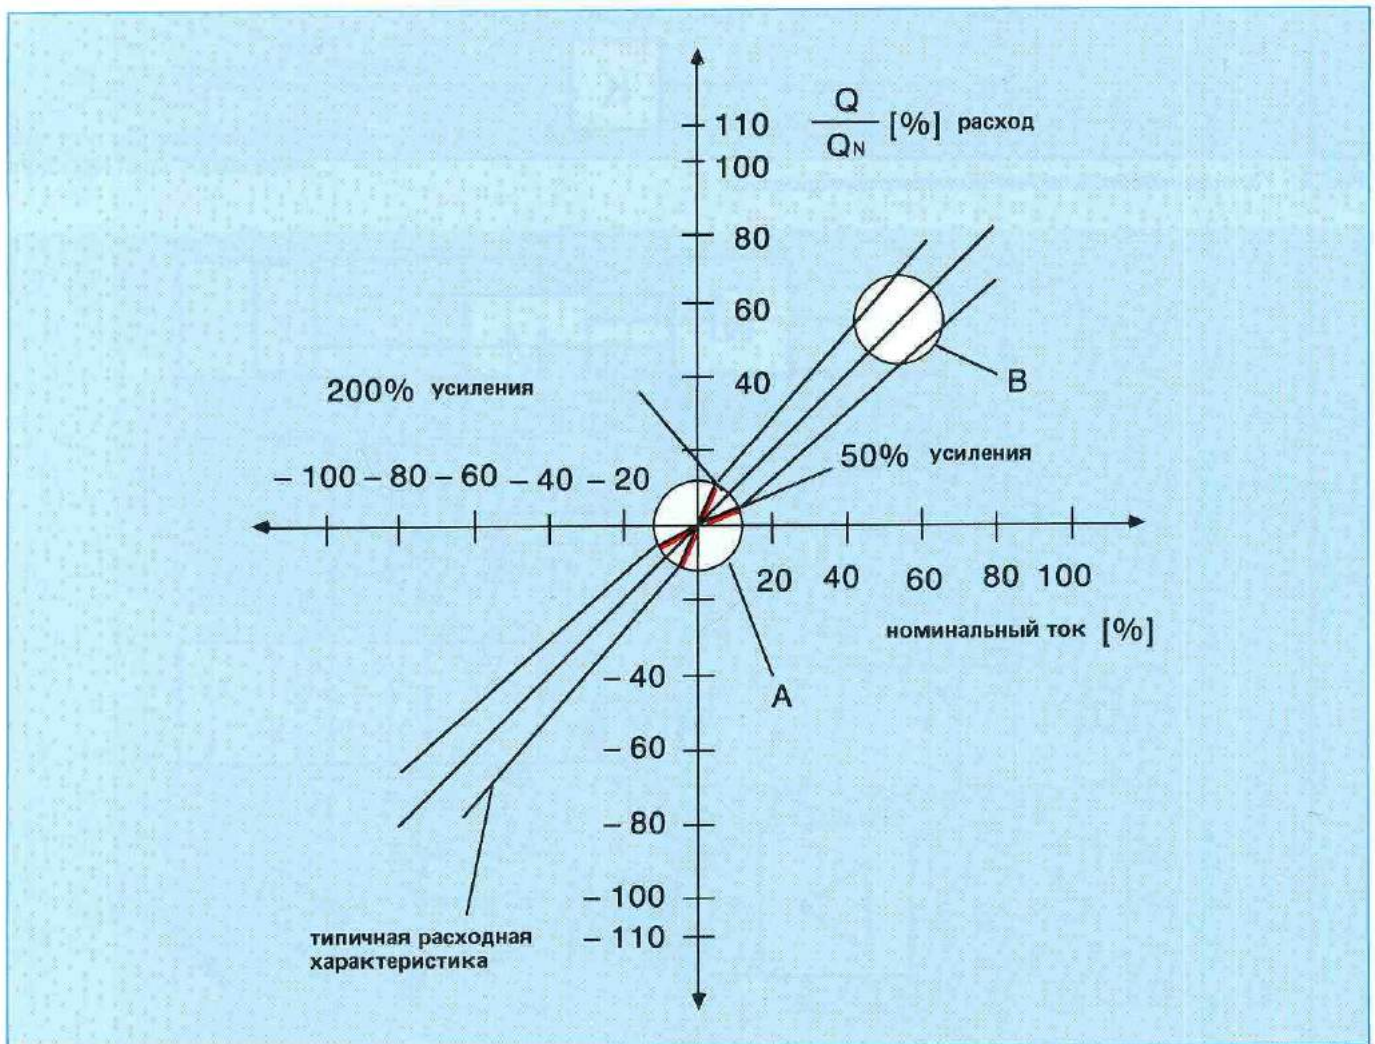 110
Q
Qɴ
[%] расход
100
80
60
40
200% усиления
B
50% усиления
– 100 – 80 – 60 – 40 – 20
20 40 60 80 100
номинальный ток [%]
– 40
A
– 60
– 80
– 100
типичная расходная
характеристика
– 110